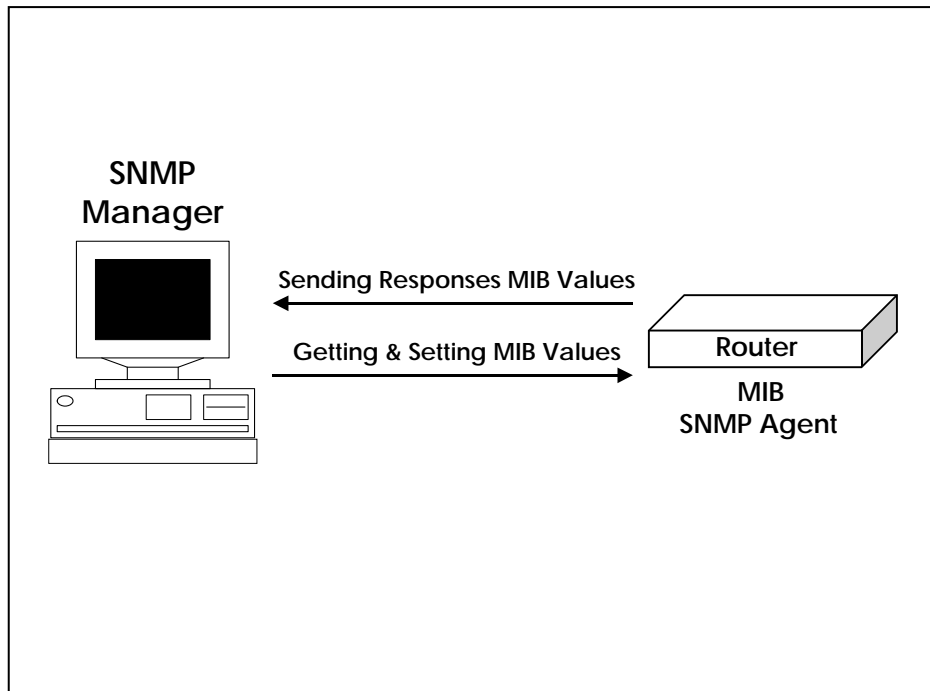 SNMP
Manager
Sending Responses MIB Values
Getting & Setting MIB Values
Router
MIB
SNMP Agent